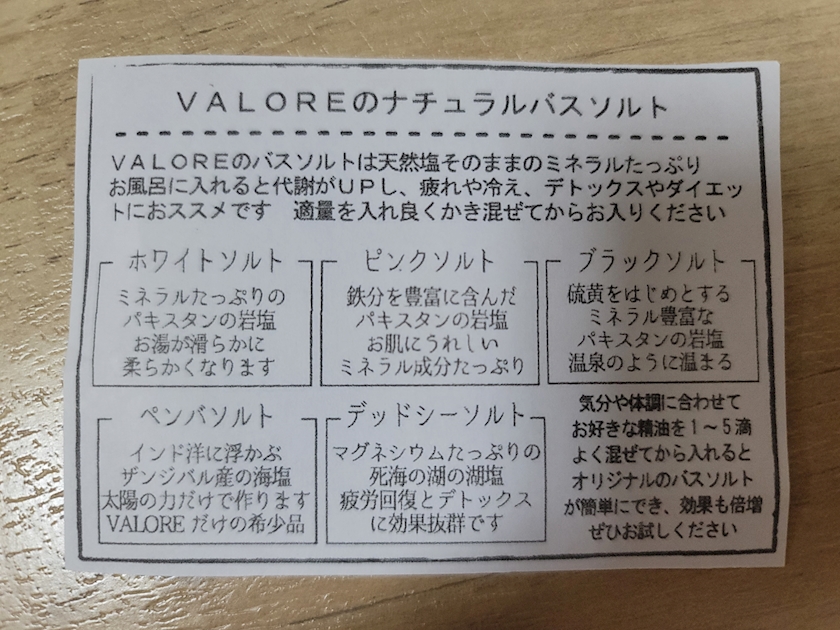 VALOREのナチュラルバスソルト
VALOREのバスソルトは天然塩そのままのミネラルたっぷり
お風呂に入れると代謝がUPし、疲れや冷え、デトックスやダイエッ
トにおススメです　適量を入れ良くかき混ぜてからお入りください
ホワイトソルト
ミネラルたっぷりの
パキスタンの岩塩
お湯が滑らかに
柔らかくなります
ピンクソルト
鉄分を豊富に含んだ
パキスタンの岩塩
お肌にうれしい
ミネラル成分たっぷり
ブラックソルト
硫黄をはじめとする
ミネラル豊富な
パキスタンの岩塩
温泉のように温まる
ペンバソルト
インド洋に浮かぶ
ザンジバル産の海塩
太陽の力だけで作ります
VALOREだけの希少品
デッドシーソルト
マグネシウムたっぷりの
死海の湖の湖塩
疲労回復とデトックス
に効果抜群です
気分や体調に合わせて
お好きな精油を1～5滴
よく混ぜてから入れると
オリジナルのバスソルト
が簡単にでき、効果も倍増
ぜひお試しください